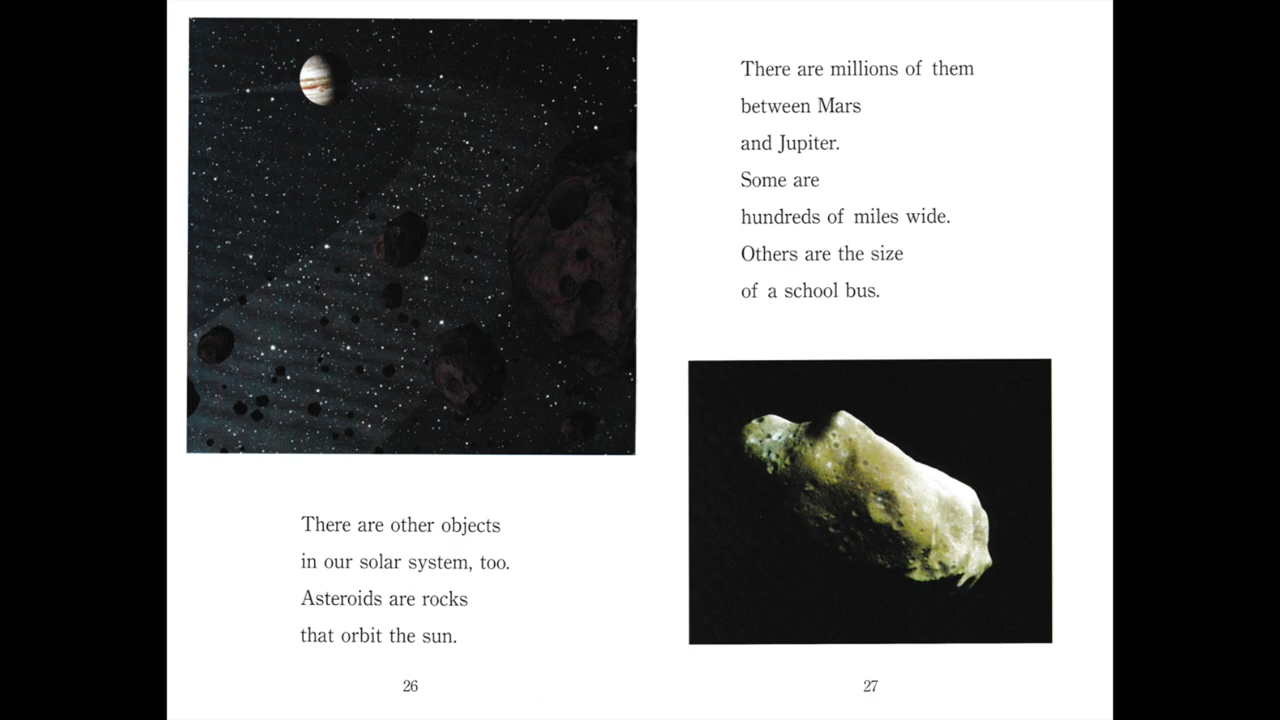 There are other objects
in our solar system, too.
Asteroids are rocks
that orbit the sun.
26
There are millions of them
between Mars
and Jupiter.
Some are
hundreds of miles wide.
Others are the size
of a school bus.
27